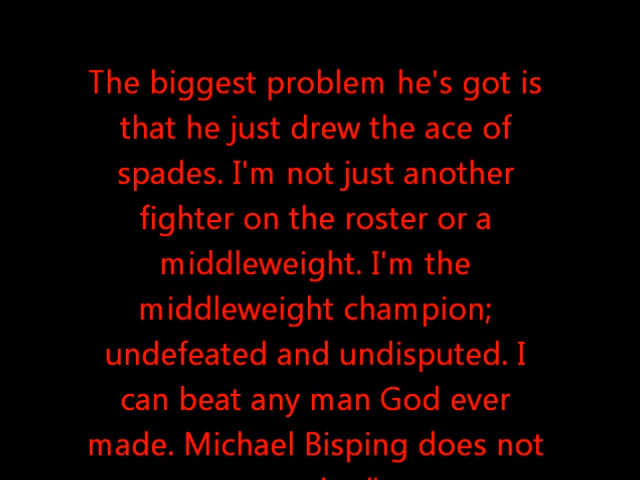 The biggest problem he's got is
that he just drew the ace of
spades. I'm not just another
fighter on the roster or a
middleweight. I'm the
middleweight champion;
undefeated and undisputed. I
can beat any man God ever
made. Michael Bisping does not